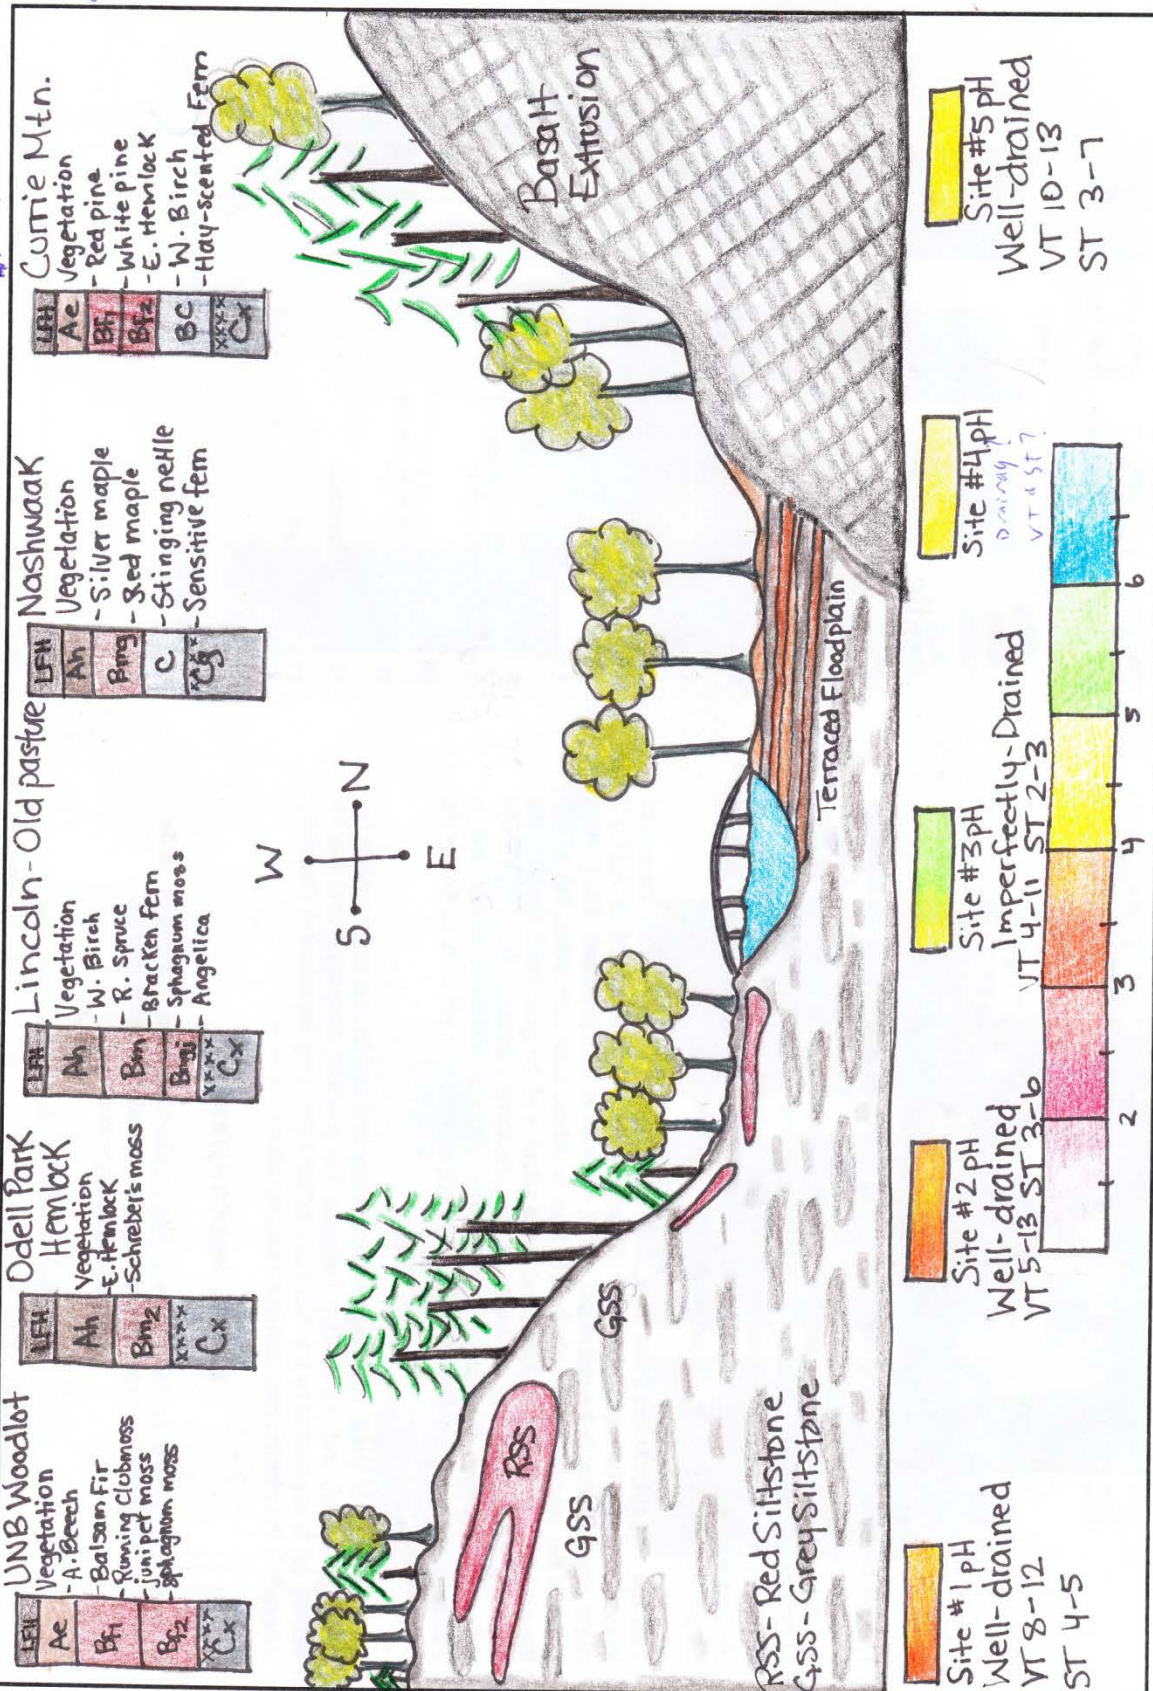 UNB Woodlot
LFH
Ae
Bf1
Bf2
xxxx
Cx
Vegetation
- A. Beech
- Balsam Fir
- Running Clubmoss
- juniper moss
- sphagnum moss
Odell Park
Hemlock
LFH
Ah
Bm2
xxxx
Cx
Vegetation
- E. Hemlock
- Schreber's moss
Lincoln-Old pasture
LFH
Ah
Bm
Bmgj
xxxx
Cx
Vegetation
- W. Birch
- R. Spruce
- Bracken Fern
- Sphagnum moss
- Angelica
Nashwaak
LFH
Ah
Bmg
C
xxxx
Cg
Vegetation
- Silver maple
- Red maple
- Stinging nettle
- Sensitive fern
Currie Mtn.
LFH
Ae
Bf1
Bf2
BC
xxxx
Cx
Vegetation
- Red pine
- White pine
- E. Hemlock
- W. Birch
- Hay-scented Fern
W
S N
E
RSS
GSS
GSS
Basalt
Extrusion
Terraced Floodplain
RSS - Red Siltstone
GSS - Grey Siltstone
Site #1 pH
Well-drained
VT 8-12
ST 4-5
Site #2 pH
Well-drained
VT 5-13 ST 3-6
Site #3 pH
Imperfectly-Drained
VT 4-11 ST 2-3
Site #4 pH
VT & ST?
Site #5 pH
Well-drained
VT 10-13
ST 3-7
2 3 4 5 6